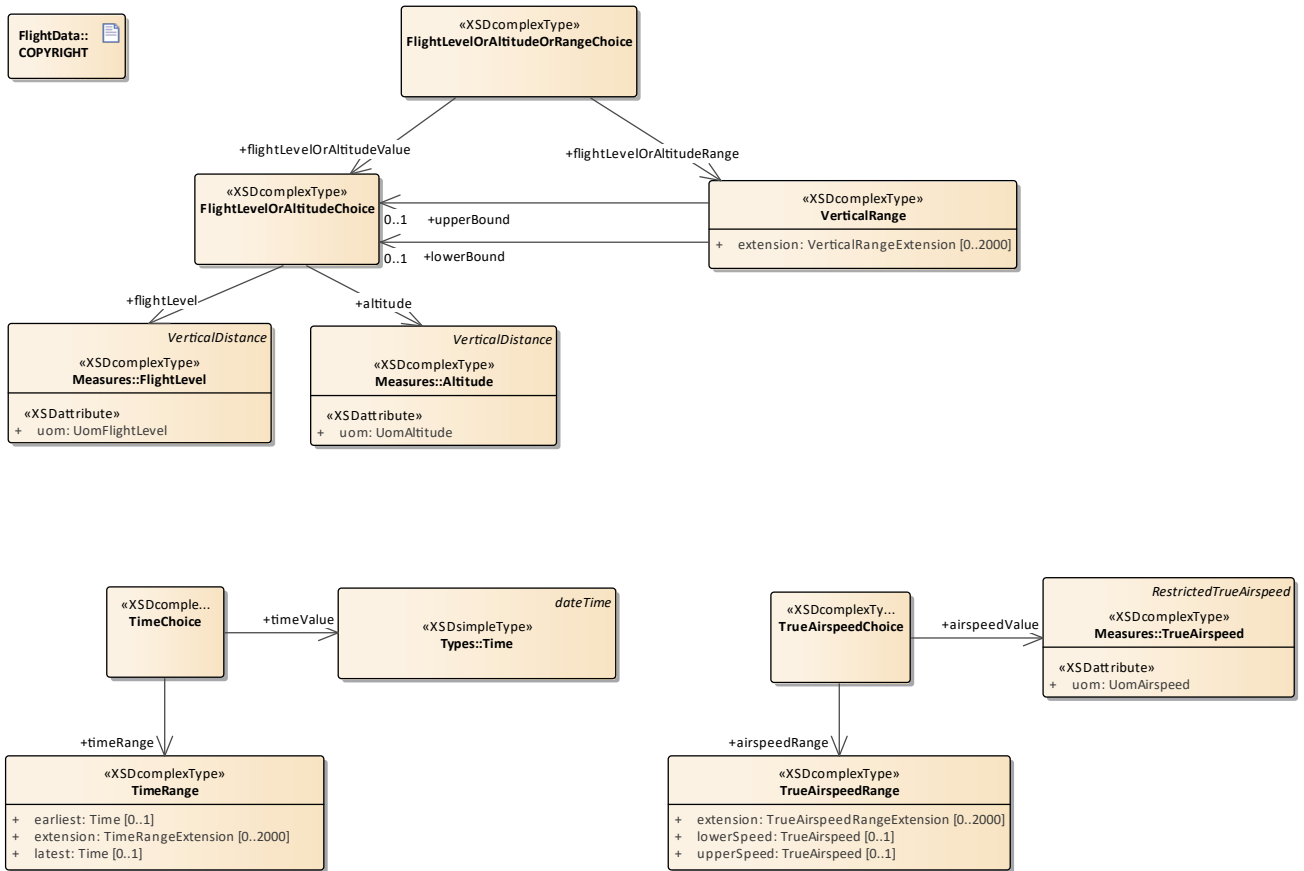 FlightData::
COPYRIGHT
«XSDcomplexType»
FlightLevelOrAltitudeOrRangeChoice
+flightLevelOrAltitudeValue
+flightLevelOrAltitudeRange
«XSDcomplexType»
FlightLevelOrAltitudeChoice
0..1
+upperBound
0..1
+lowerBound
«XSDcomplexType»
VerticalRange
+ extension: VerticalRangeExtension [0..2000]
+flightLevel
+altitude
VerticalDistance
«XSDcomplexType»
Measures::FlightLevel
«XSDattribute»
+ uom: UomFlightLevel
VerticalDistance
«XSDcomplexType»
Measures::Altitude
«XSDattribute»
+ uom: UomAltitude
«XSDcomple...
TimeChoice
+timeValue
dateTime
«XSDsimpleType»
Types::Time
+timeRange
«XSDcomplexType»
TimeRange
+ earliest: Time [0..1]
+ extension: TimeRangeExtension [0..2000]
+ latest: Time [0..1]
«XSDcomplexTy...
TrueAirspeedChoice
+airspeedValue
RestrictedTrueAirspeed
«XSDcomplexType»
Measures::TrueAirspeed
«XSDattribute»
+ uom: UomAirspeed
+airspeedRange
«XSDcomplexType»
TrueAirspeedRange
+ extension: TrueAirspeedRangeExtension [0..2000]
+ lowerSpeed: TrueAirspeed [0..1]
+ upperSpeed: TrueAirspeed [0..1]